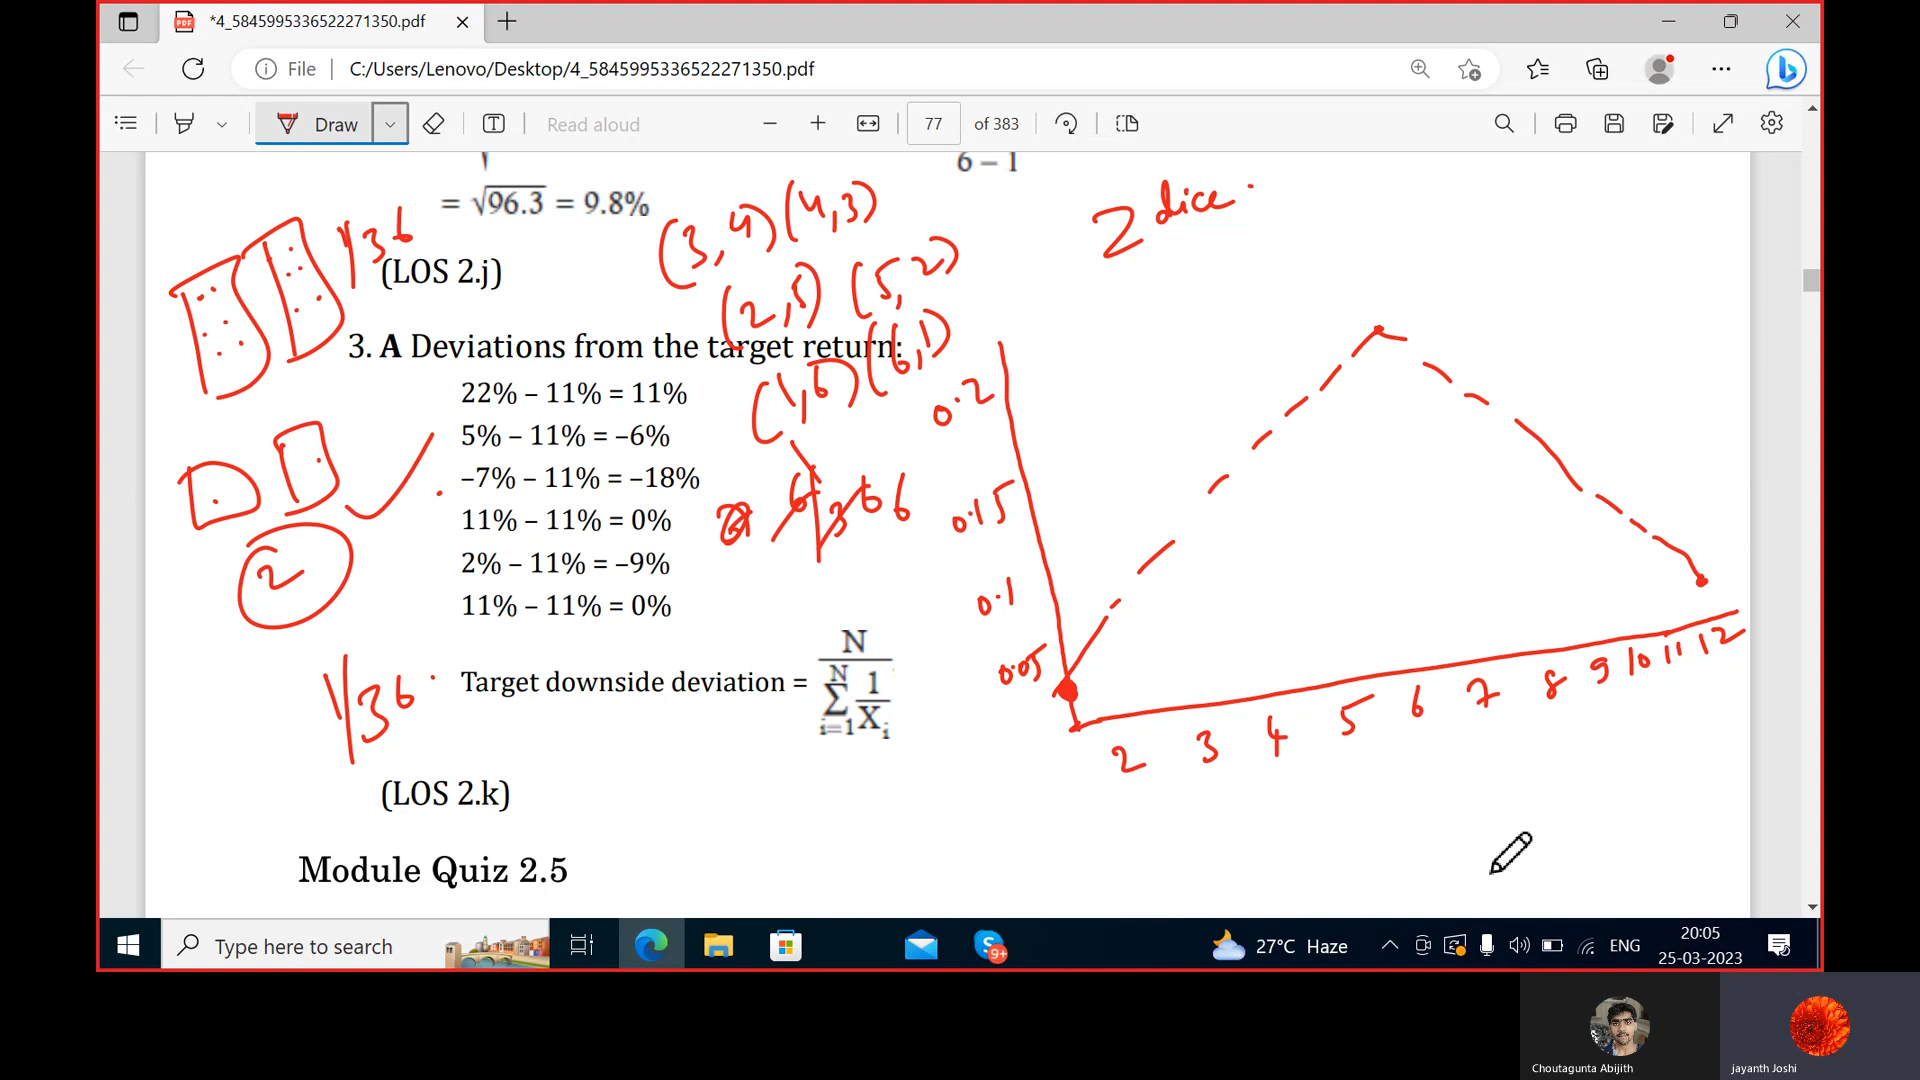 *4_5845995336522271350.pdf
File
C:/Users/Lenovo/Desktop/4_5845995336522271350.pdf
Draw
Read aloud
77 of 383
6 – 1
= √96.3 = 9.8%
(LOS 2.j)
1/36
(3,4) (4,3)
(2,5) (5,2)
(1,6) (6,1)
2 dice
3. A Deviations from the target return:
22% – 11% = 11%
5% – 11% = –6%
–7% – 11% = –18%
11% – 11% = 0%
2% – 11% = –9%
11% – 11% = 0%
Target downside deviation = N / N Σ i=1 1/Xi
2
1/36
6/36
0.2
0.15
0.1
0.05
2 3 4 5 6 7 8 9 10 11 12
(LOS 2.k)
Module Quiz 2.5
Type here to search
9+
27°C Haze
ENG
20:05
25-03-2023
Choutagunta Abijith
jayanth Joshi